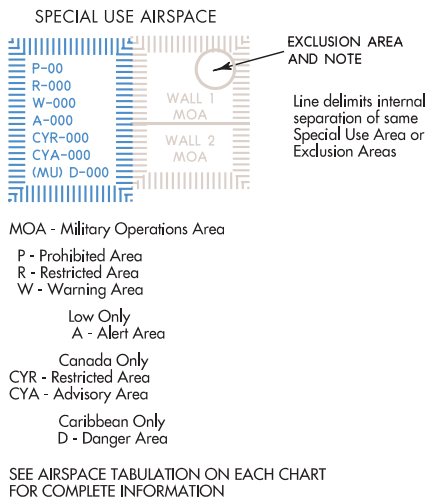 SPECIAL USE AIRSPACE
P-00
R-000
W-000
A-000
CYR-000
CYA-000
(MU) D-000
WALL 1
MOA
WALL 2
MOA
EXCLUSION AREA
AND NOTE
Line delimits internal
separation of same
Special Use Area or
Exclusion Areas
MOA - Military Operations Area
P - Prohibited Area
R - Restricted Area
W - Warning Area
Low Only
A - Alert Area
Canada Only
CYR - Restricted Area
CYA - Advisory Area
Caribbean Only
D - Danger Area
SEE AIRSPACE TABULATION ON EACH CHART
FOR COMPLETE INFORMATION